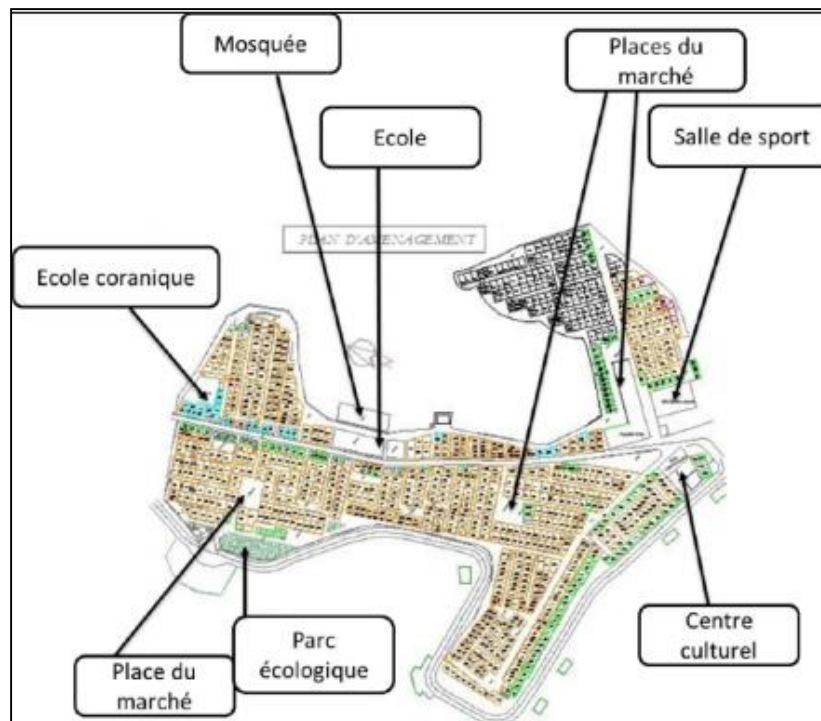 Mosquée
Places du
marché
Ecole
Salle de sport
PLAN D'AMENAGEMENT
Ecole coranique
Parc
écologique
Centre
culturel
Place du
marché